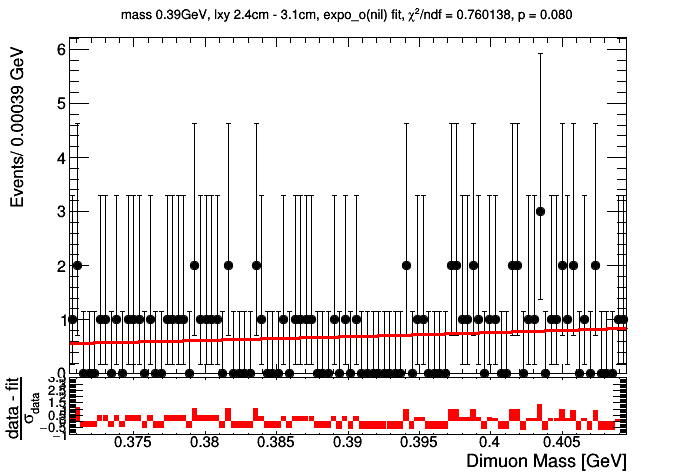 mass 0.39GeV, lxy 2.4cm - 3.1cm, expo_o(nil) fit, χ²/ndf = 0.760138, p = 0.080
Events/ 0.00039 GeV
6
5
4
3
2
1
0
data - fit
σdata
0.375 0.38 0.385 0.39 0.395 0.4 0.405
Dimuon Mass [GeV]